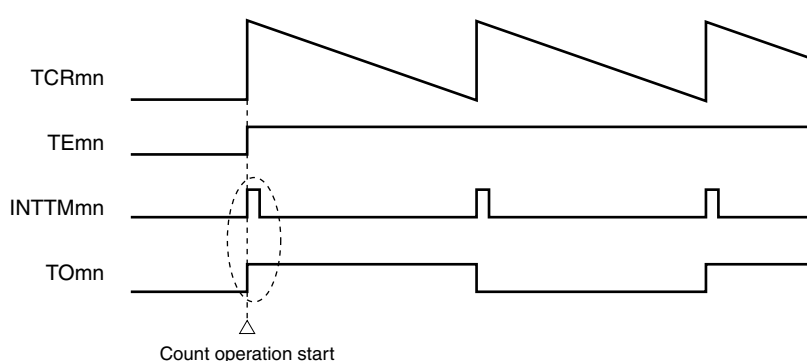 TCRmn
TEmn
INTTMmn
TOmn
Count operation start